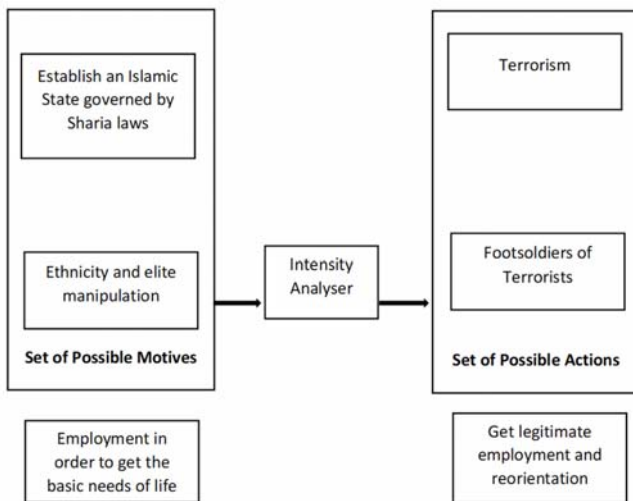 Establish an Islamic
State governed by
Sharia laws
Ethnicity and elite
manipulation
Set of Possible Motives
Employment in
order to get the
basic needs of life
Intensity
Analyser
Terrorism
Footsoldiers of
Terrorists
Set of Possible Actions
Get legitimate
employment and
reorientation